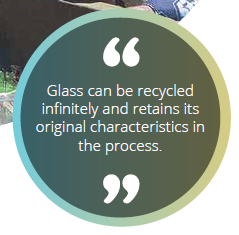 “
Glass can be recycled
infinitely and retains its
original characteristics in
the process.
”